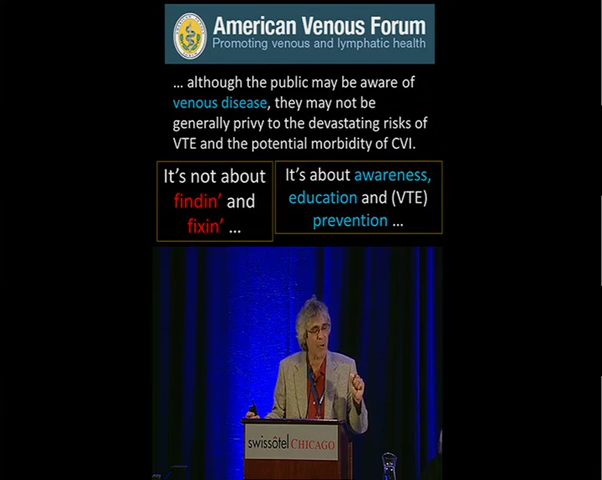 American Venous Forum
Promoting venous and lymphatic health
... although the public may be aware of
venous disease, they may not be
generally privy to the devastating risks of
VTE and the potential morbidity of CVI.
It's not about
findin' and
fixin' ...
It's about awareness,
education and (VTE)
prevention ...
swissôtel CHICAGO